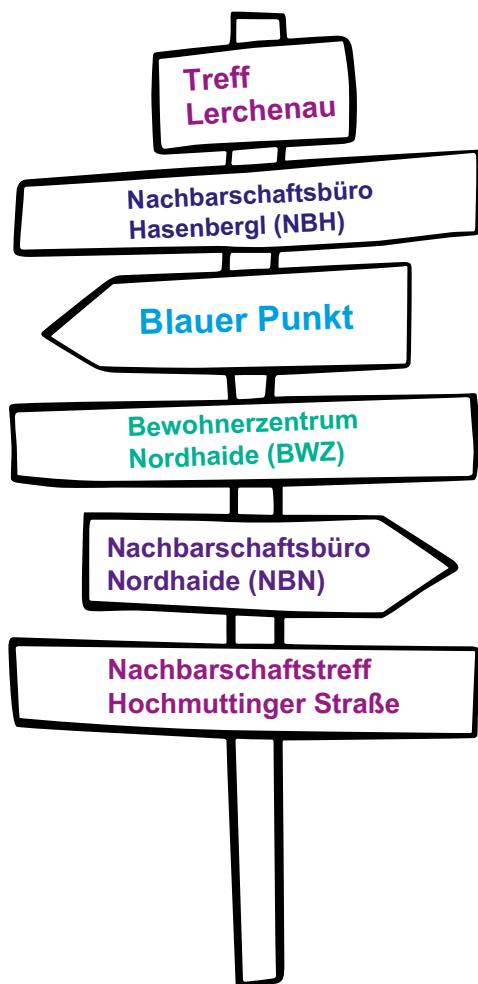 Treff
Lerchenau
Nachbarschaftsbüro
Hasenbergl (NBH)
Blauer Punkt
Bewohnerzentrum
Nordhaide (BWZ)
Nachbarschaftsbüro
Nordhaide (NBN)
Nachbarschaftstreff
Hochmuttinger Straße